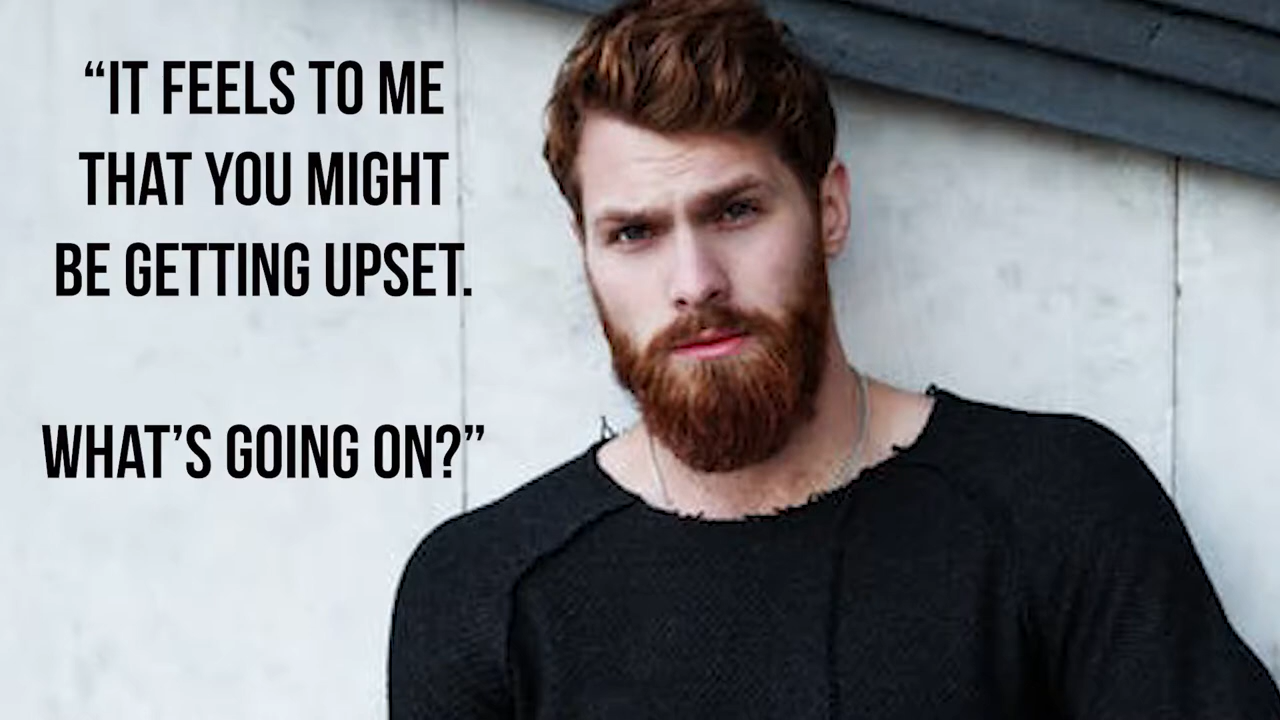 “IT FEELS TO ME
THAT YOU MIGHT
BE GETTING UPSET.
WHAT’S GOING ON?”